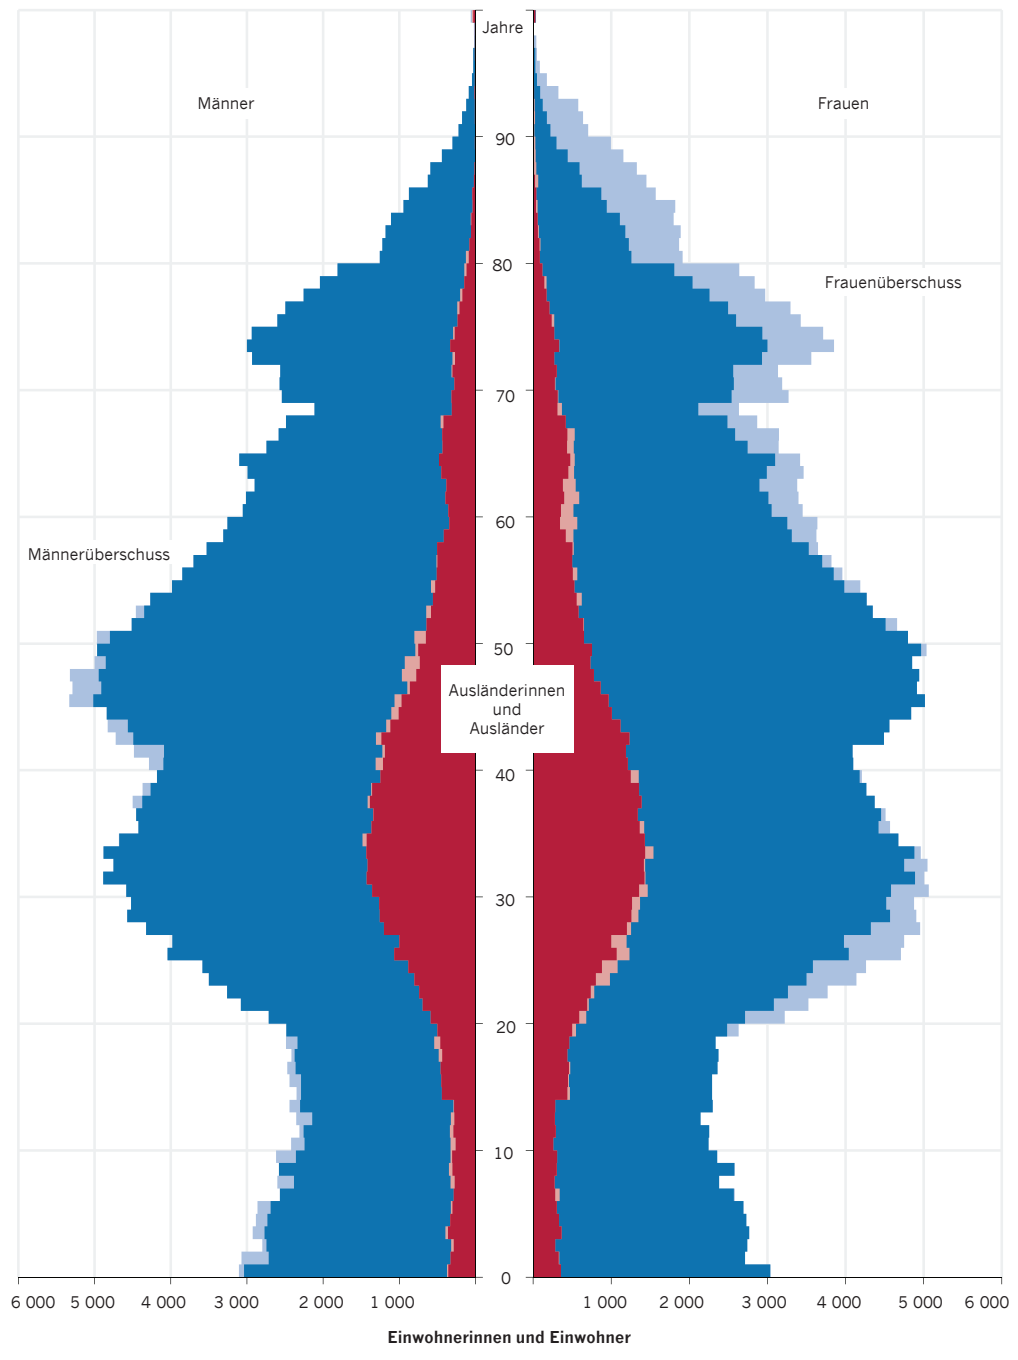 Jahre
Männer
Frauen
90
80
Frauenüberschuss
70
60
Männerüberschuss
50
Ausländerinnen
und
Ausländer
40
30
20
10
0
6 000 5 000 4 000 3 000 2 000 1 000 1 000 2 000 3 000 4 000 5 000 6 000
Einwohnerinnen und Einwohner